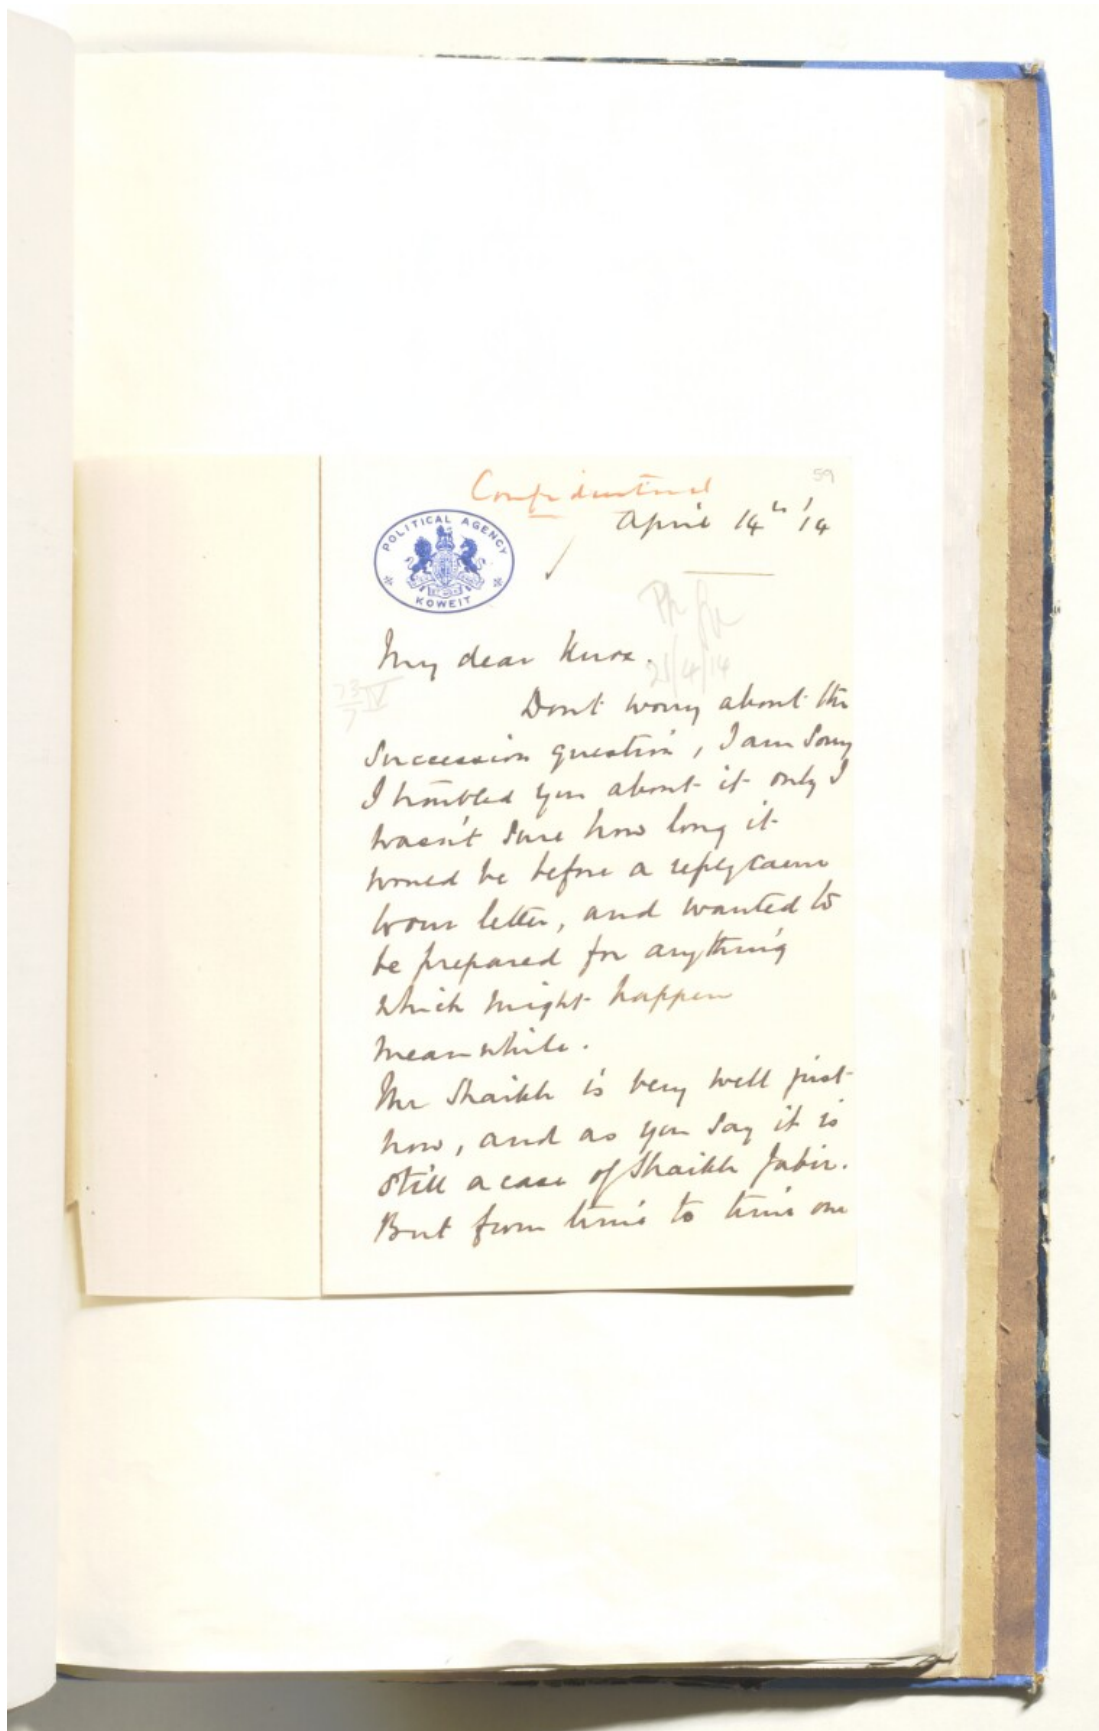 59
Confidential
April 14th '14
POLITICAL AGENCY
KOWEIT
My dear Knox.
21/4/14
Dont worry about the
succession question, I am sorry
I troubled you about it only I
wasn't sure how long it
would be before a reply came
to our letter, and wanted to
be prepared for anything
which might happen
meanwhile.
The Shaikh is very well just
now, and as you say it is
still a case of Shaikh Jabir.
But from time to time one